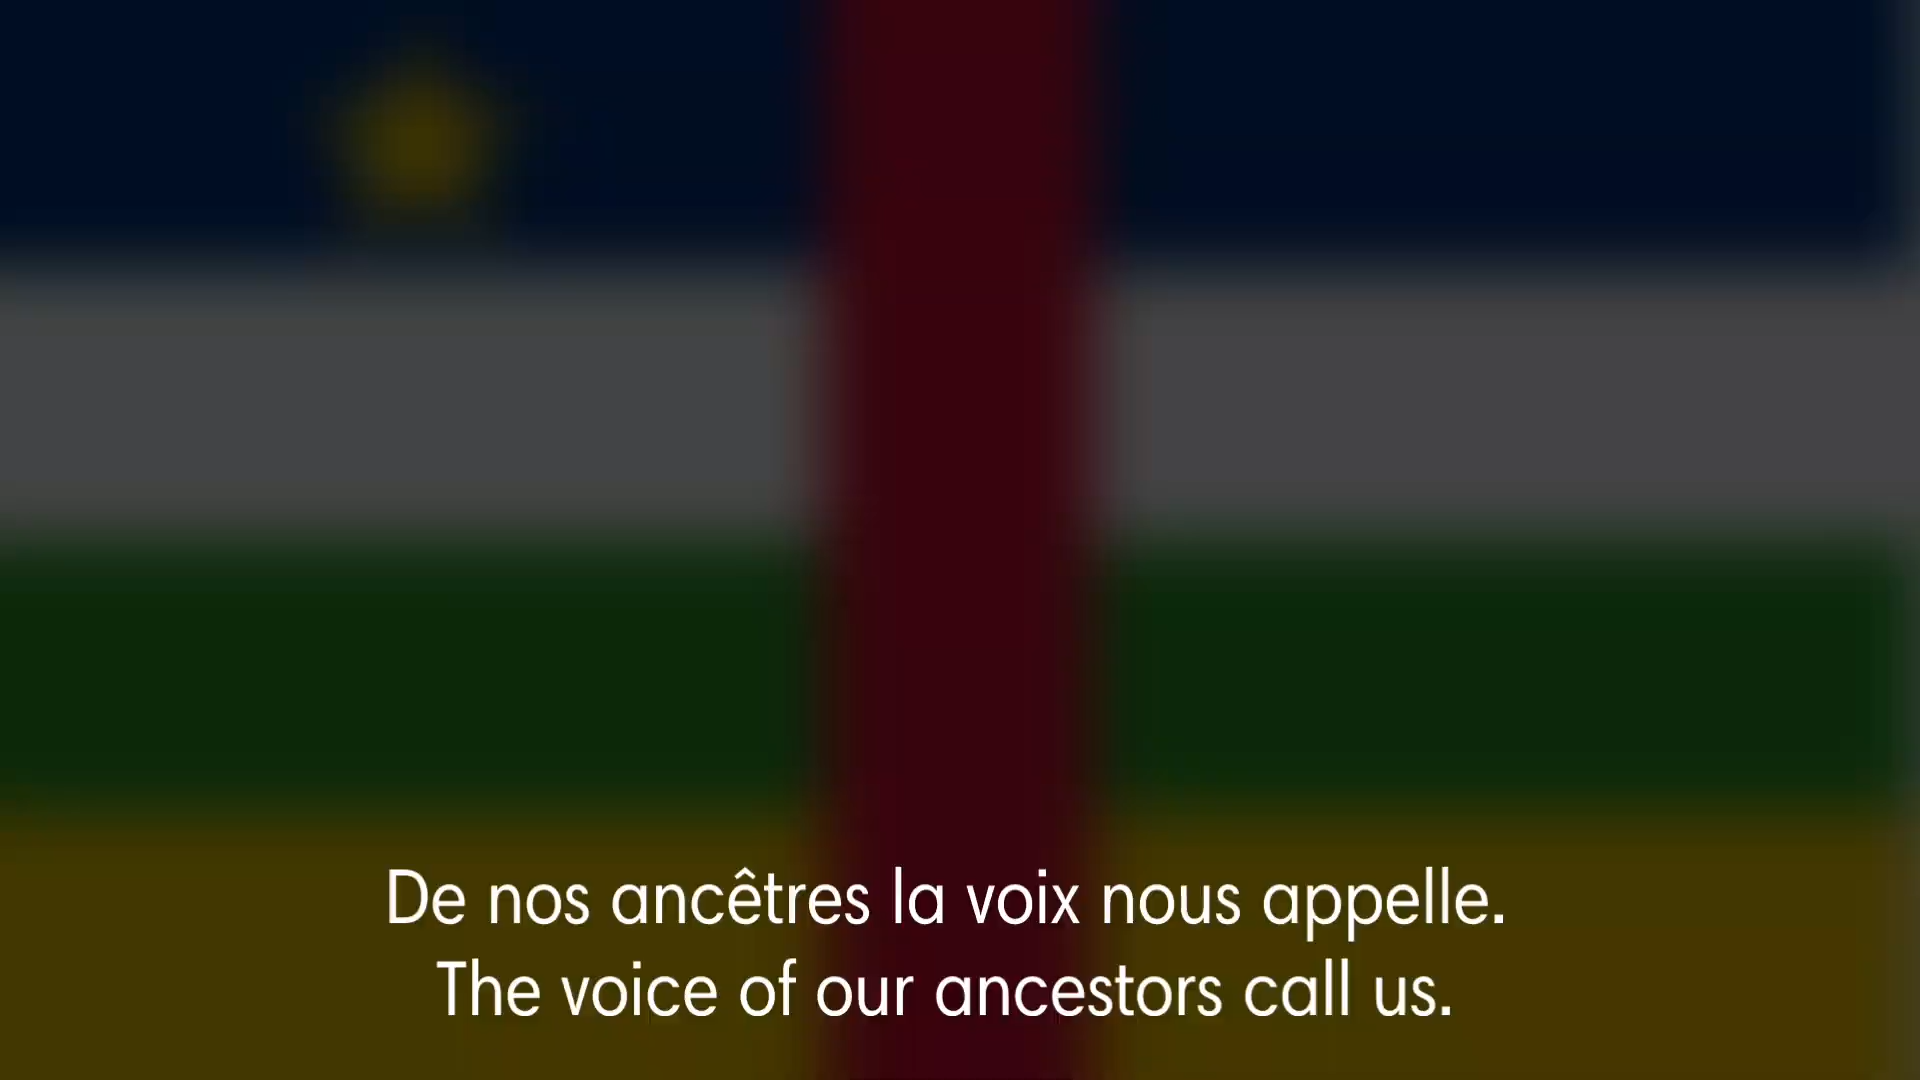 De nos ancêtres la voix nous appelle.
The voice of our ancestors call us.